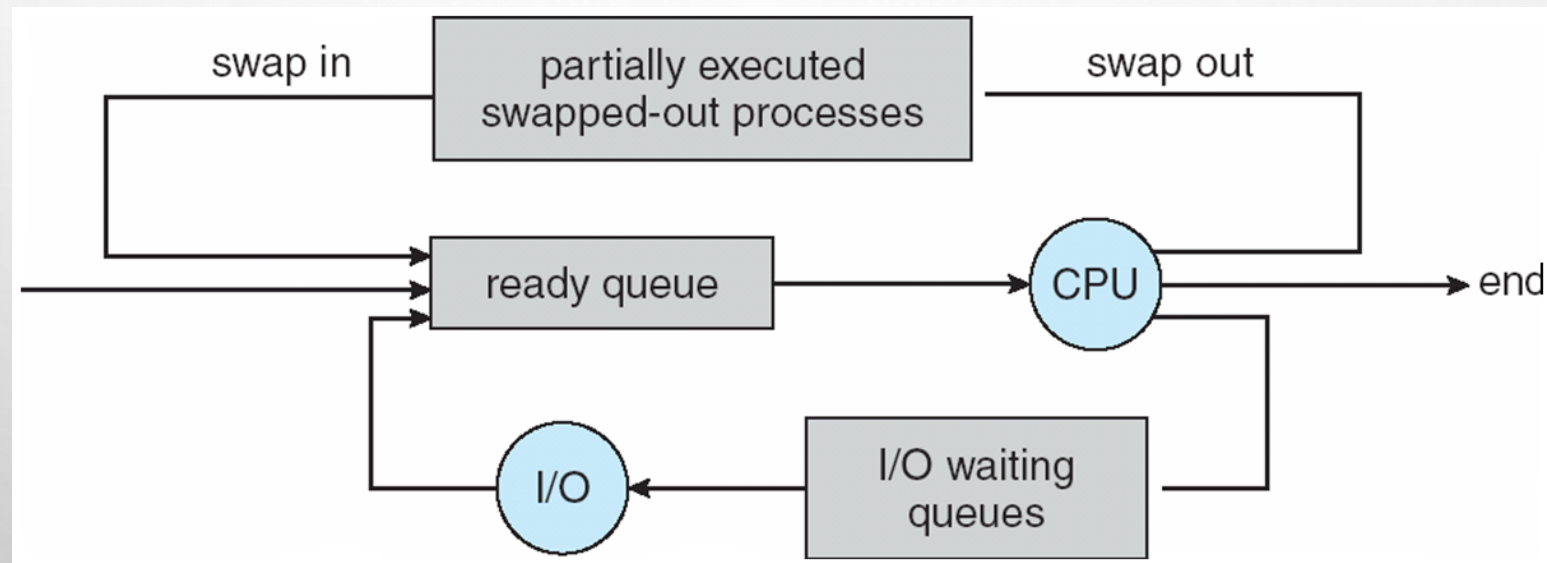 swap in
partially executed
swapped-out processes
swap out
ready queue
CPU
end
I/O
I/O waiting
queues